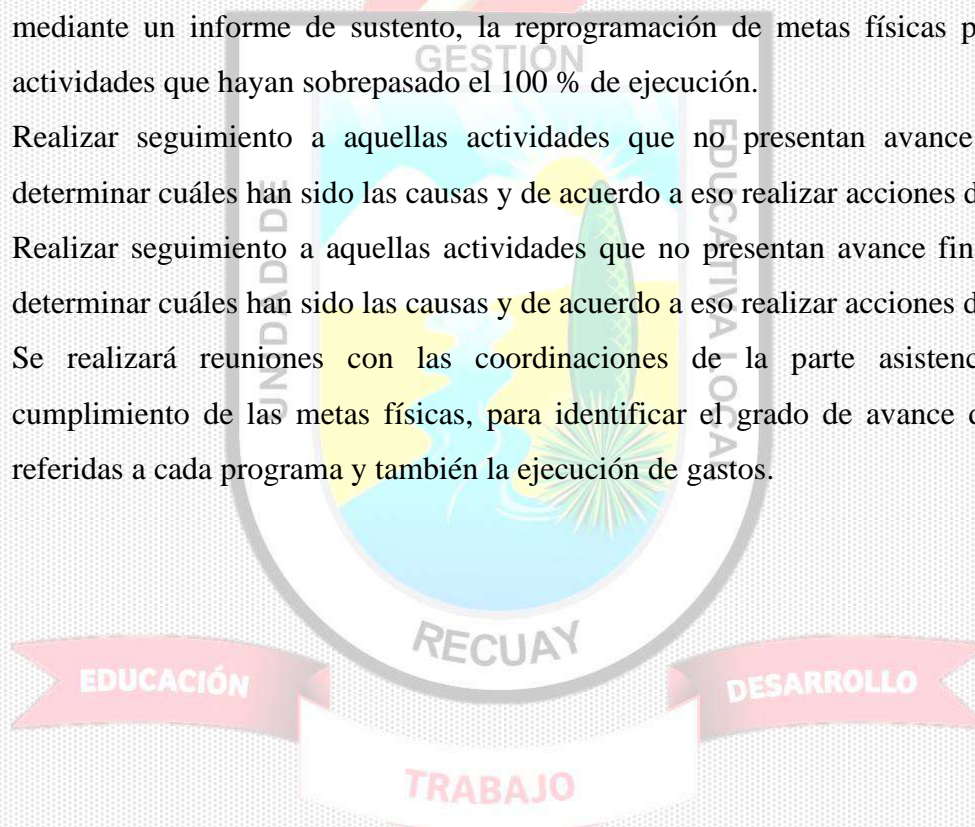 mediante un informe de sustento, la reprogramación de metas físicas
actividades que hayan sobrepasado el 100 % de ejecución.
Realizar seguimiento a aquellas actividades que no presentan avance
determinar cuáles han sido las causas y de acuerdo a eso realizar acciones
Realizar seguimiento a aquellas actividades que no presentan avance
determinar cuáles han sido las causas y de acuerdo a eso realizar acciones
Se realizará reuniones con las coordinaciones de la parte
cumplimiento de las metas físicas, para identificar el grado de avance
referidas a cada programa y también la ejecución de gastos.
UNIDAD DE
GESTIÓN
EDUCATIVA LOCAL
RECUAY
EDUCACIÓN
DESARROLLO
TRABAJO